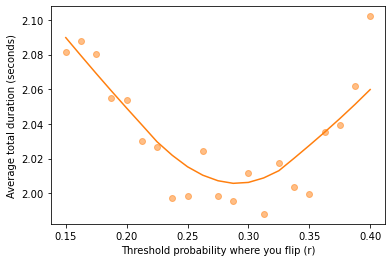 2.10
2.08
2.06
2.04
2.02
2.00
Average total duration (seconds)
0.15 0.20 0.25 0.30 0.35 0.40
Threshold probability where you flip (r)